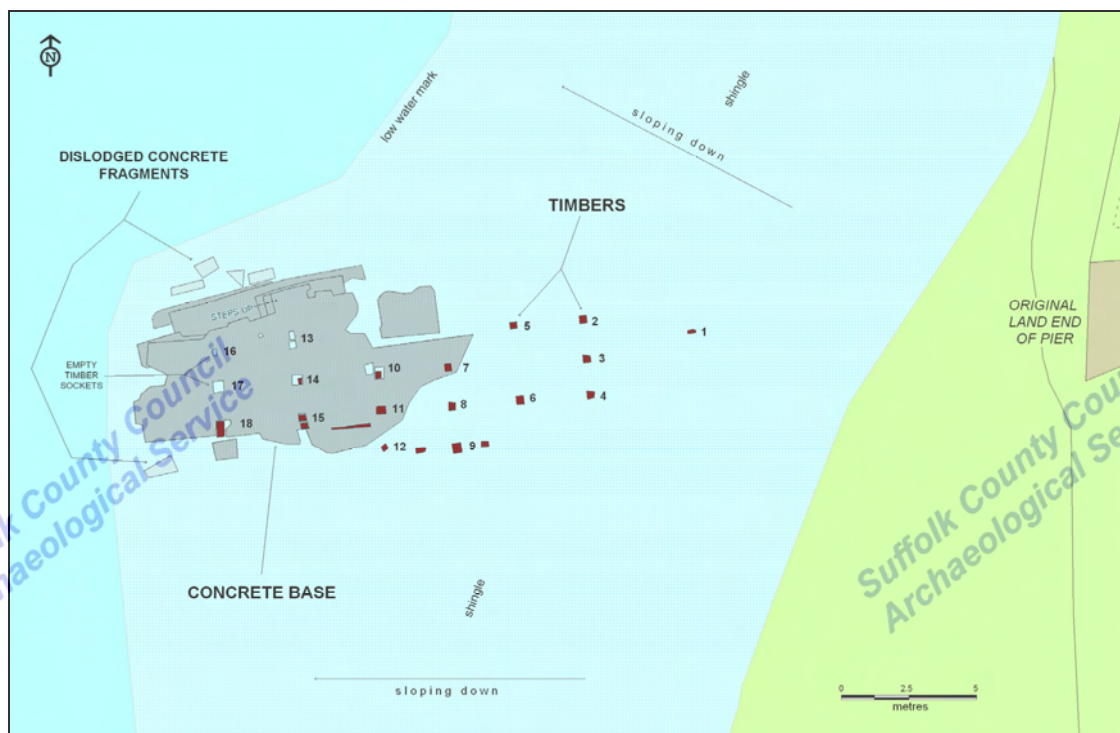 N
low water mark
shingle
sloping down
DISLODGED CONCRETE
FRAGMENTS
TIMBERS
STEPS UP
5
2
1
ORIGINAL
LAND END
OF PIER
13
16
3
EMPTY
TIMBER
SOCKETS
10
7
17
14
4
6
8
11
15
18
12
9
CONCRETE BASE
shingle
sloping down
0 2.5 5
metres
Suffolk County Council
Archaeological Service
Suffolk County
Archaeological